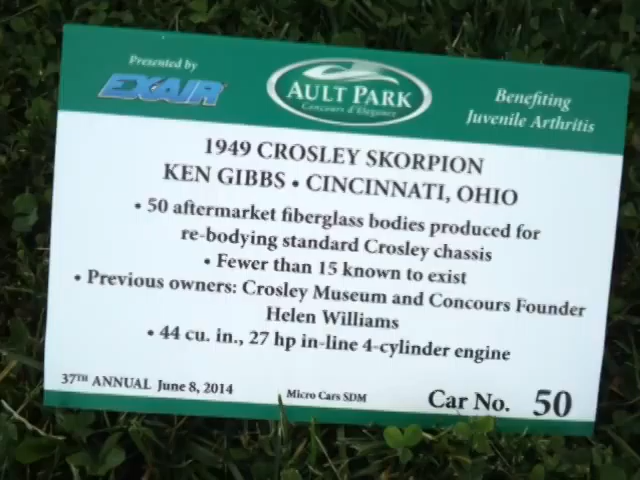 Presented by
EXAIR
AULT PARK
Concours d'Elegance
Benefiting
Juvenile Arthritis
1949 CROSLEY SKORPION
KEN GIBBS • CINCINNATI, OHIO
• 50 aftermarket fiberglass bodies produced for
re-bodying standard Crosley chassis
• Fewer than 15 known to exist
• Previous owners: Crosley Museum and Concours Founder
Helen Williams
• 44 cu. in., 27 hp in-line 4-cylinder engine
37TH ANNUAL June 8, 2014
Micro Cars SDM
Car No. 50